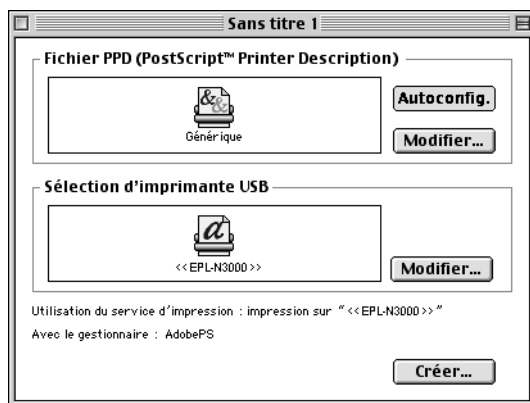 Sans titre 1
Fichier PPD (PostScript™ Printer Description)
Générique
Autoconfig.
Modifier...
Sélection d'imprimante USB
<<EPL-N3000>>
Modifier...
Utilisation du service d'impression : impression sur "<<EPL-N3000>>"
Avec le gestionnaire : AdobePS
Créer...